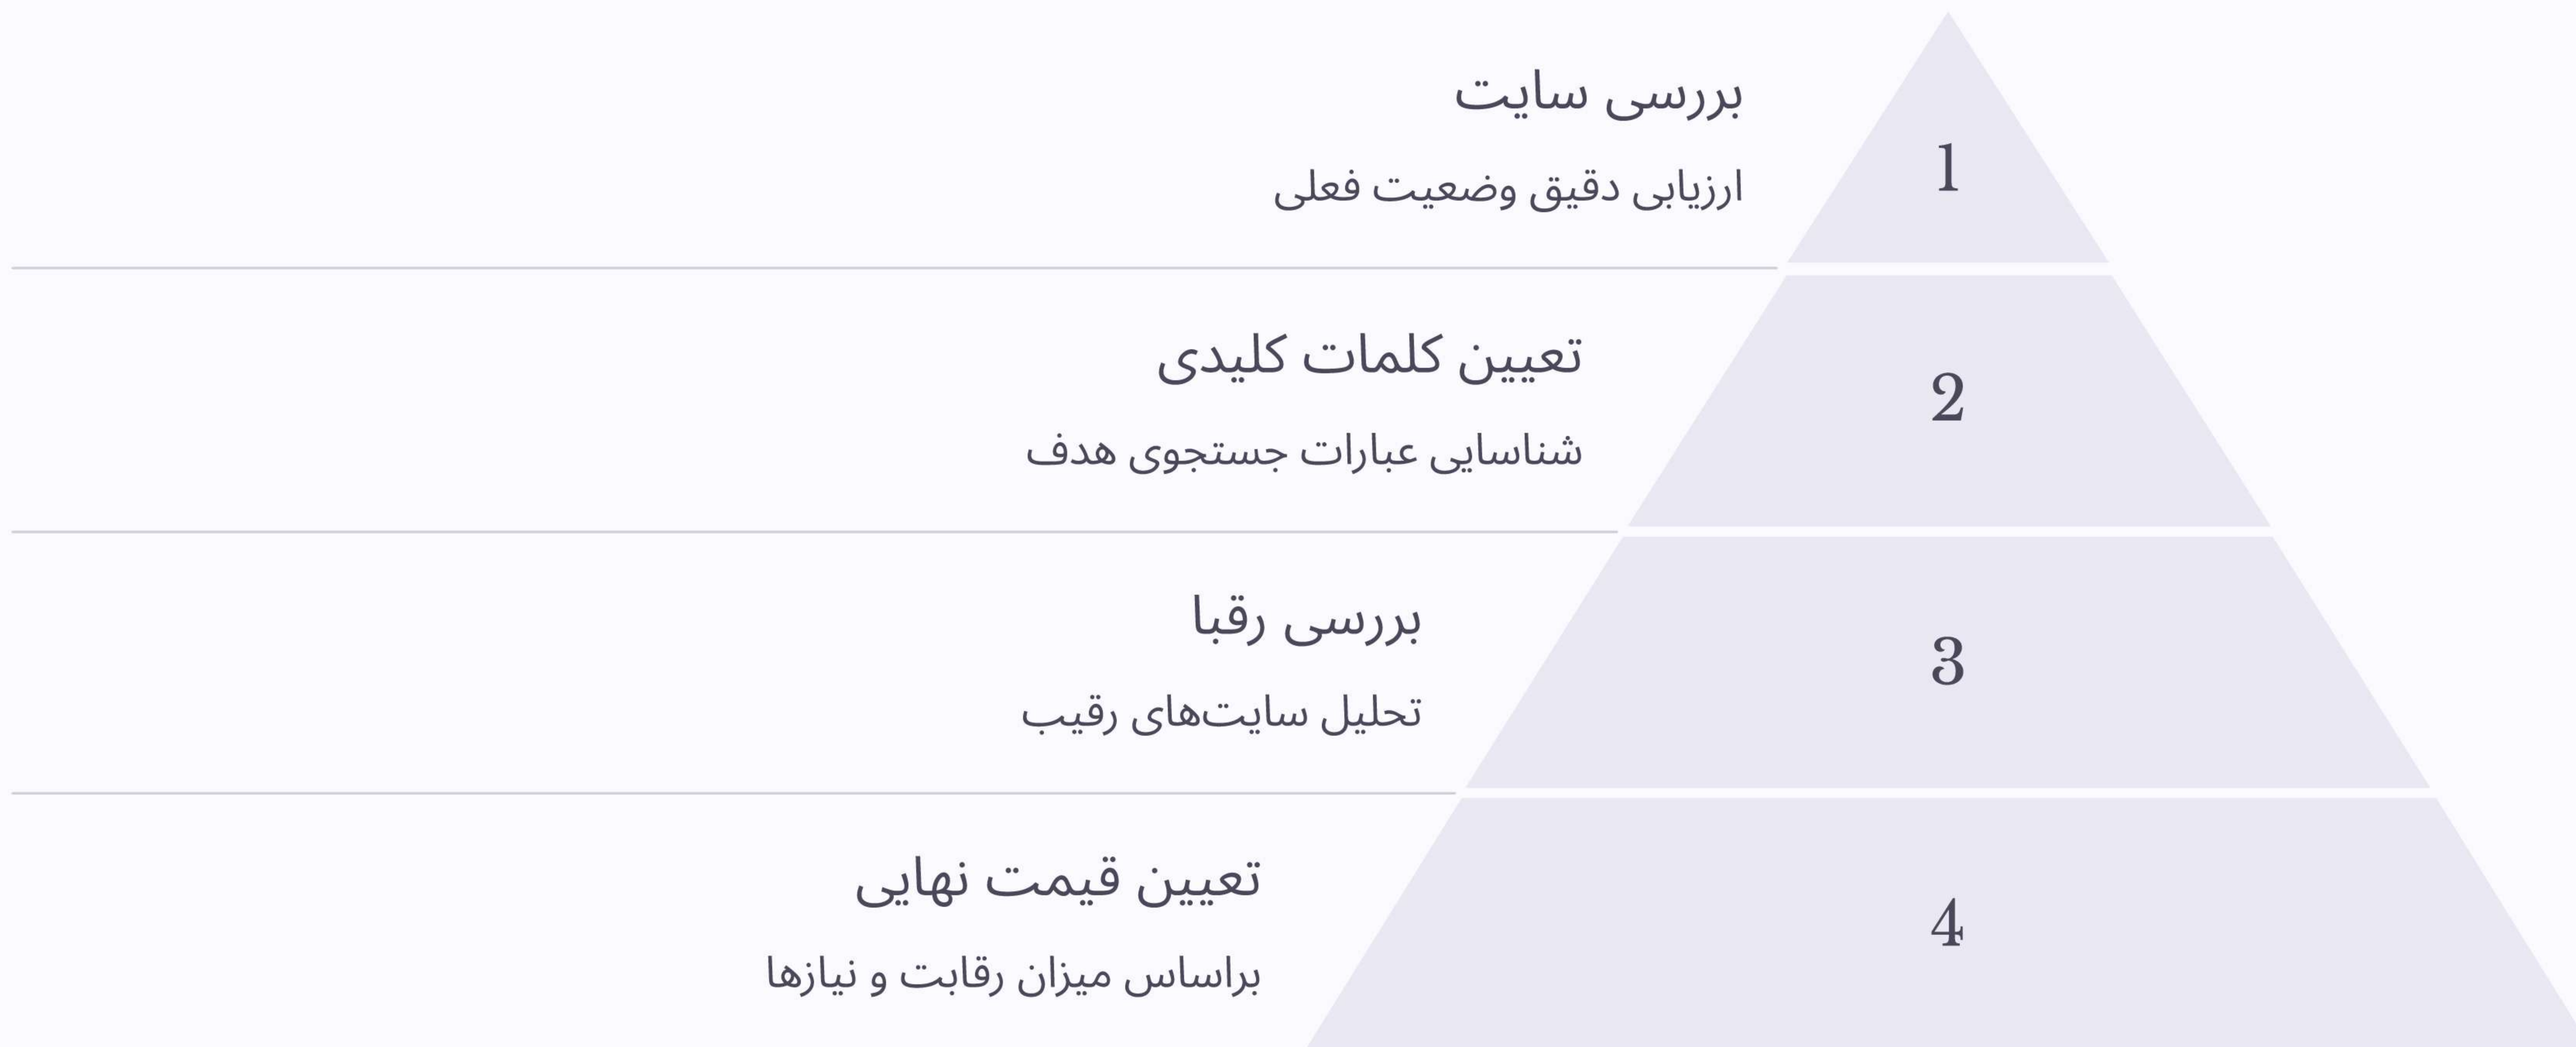 1
بررسی سایت
ارزیابی دقیق وضعیت فعلی
2
تعیین کلمات کلیدی
شناسایی عبارات جستجوی هدف
3
بررسی رقبا
تحلیل سایت‌های رقیب
4
تعیین قیمت نهایی
براساس میزان رقابت و نیازها